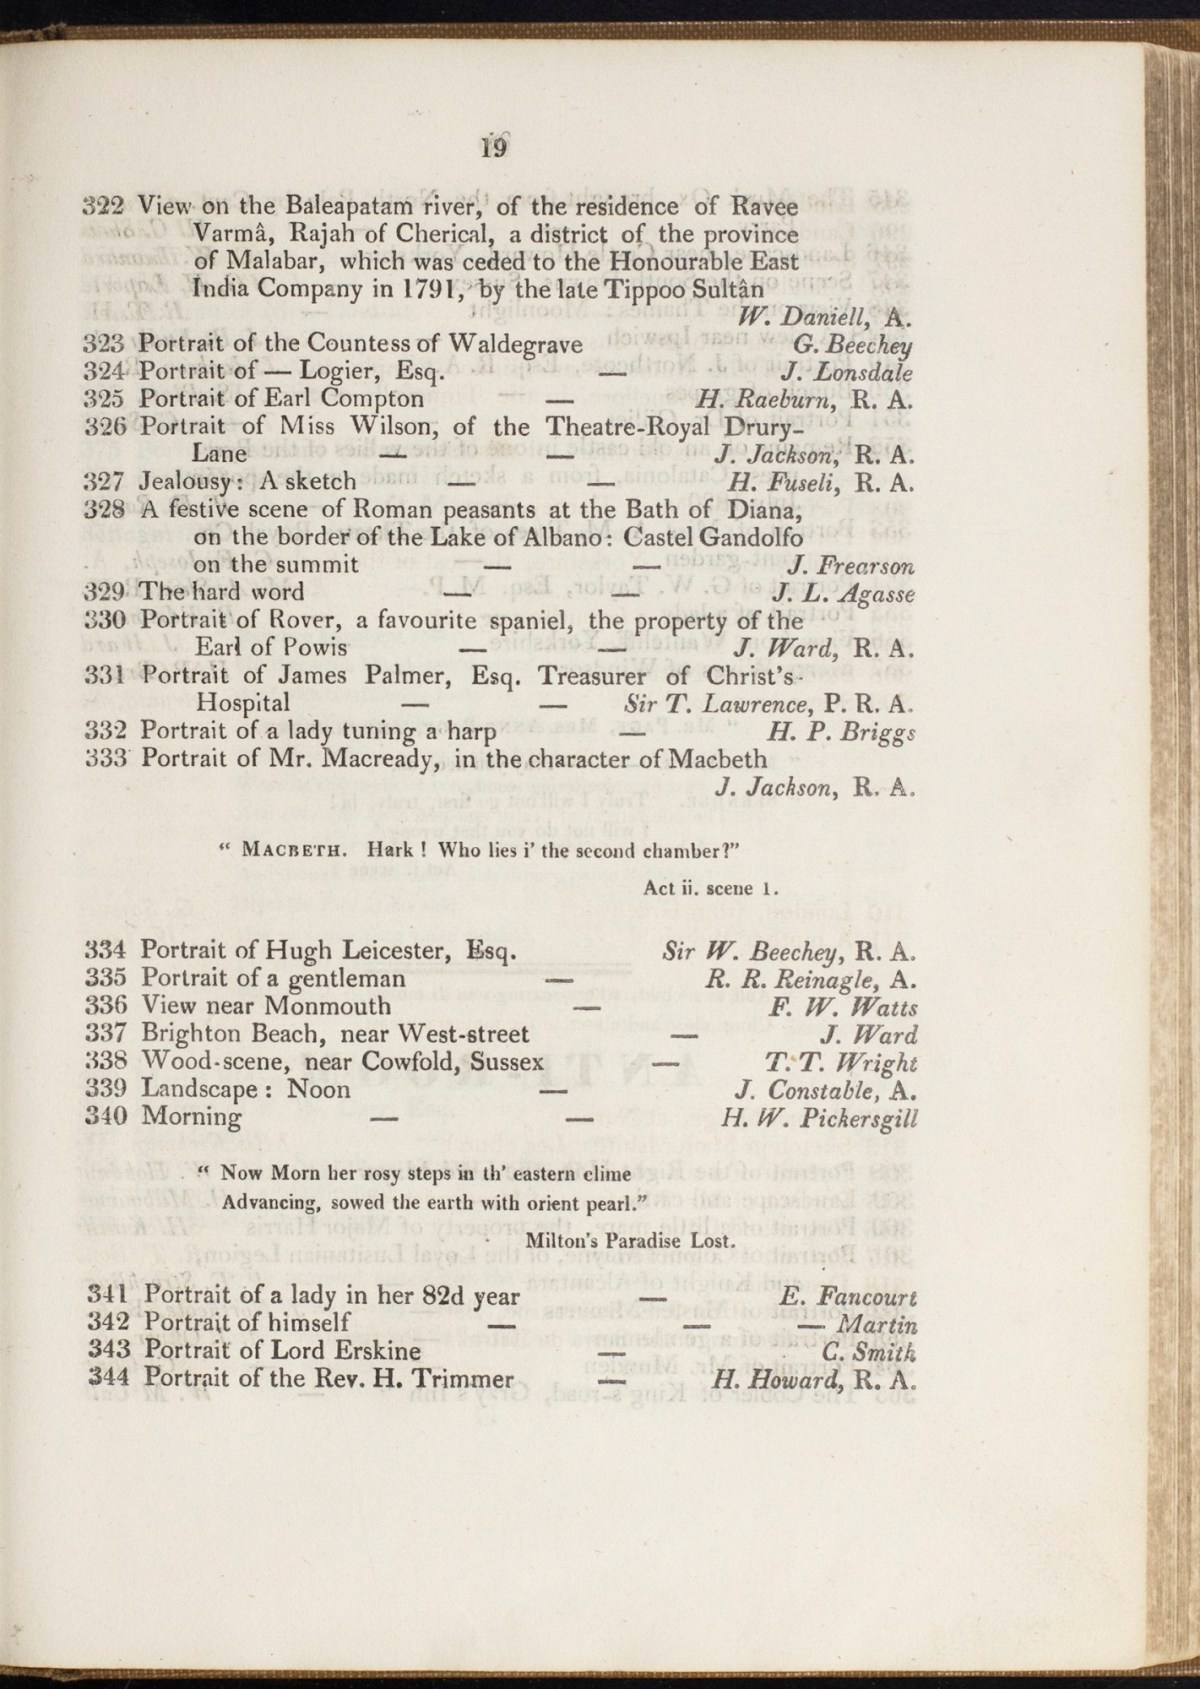 19
322 View on the Baleapatam river, of the residence of Ravee
Varmâ, Rajah of Cherical, a district of the province
of Malabar, which was ceded to the Honourable East
India Company in 1791, by the late Tippoo Sultân
W. Daniell, A.
323 Portrait of the Countess of Waldegrave G. Beechey
324 Portrait of — Logier, Esq. — J. Lonsdale
325 Portrait of Earl Compton — H. Raeburn, R. A.
326 Portrait of Miss Wilson, of the Theatre-Royal Drury-
Lane — — J. Jackson, R. A.
327 Jealousy: A sketch — — H. Fuseli, R. A.
328 A festive scene of Roman peasants at the Bath of Diana,
on the border of the Lake of Albano: Castel Gandolfo
on the summit — — J. Frearson
329 The hard word — — J. L. Agasse
330 Portrait of Rover, a favourite spaniel, the property of the
Earl of Powis — — J. Ward, R. A.
331 Portrait of James Palmer, Esq. Treasurer of Christ's-
Hospital — — Sir T. Lawrence, P. R. A.
332 Portrait of a lady tuning a harp — H. P. Briggs
333 Portrait of Mr. Macready, in the character of Macbeth
J. Jackson, R. A.
“ MACBETH. Hark ! Who lies i' the second chamber?”
Act ii. scene 1.
334 Portrait of Hugh Leicester, Esq. Sir W. Beechey, R. A.
335 Portrait of a gentleman — R. R. Reinagle, A.
336 View near Monmouth — F. W. Watts
337 Brighton Beach, near West-street — J. Ward
338 Wood-scene, near Cowfold, Sussex — T. T. Wright
339 Landscape : Noon — J. Constable, A.
340 Morning — — H. W. Pickersgill
“ Now Morn her rosy steps in th' eastern clime
Advancing, sowed the earth with orient pearl.”
Milton's Paradise Lost.
341 Portrait of a lady in her 82d year — E. Fancourt
342 Portrait of himself — — — Martin
343 Portrait of Lord Erskine — C. Smith
344 Portrait of the Rev. H. Trimmer — H. Howard, R. A.